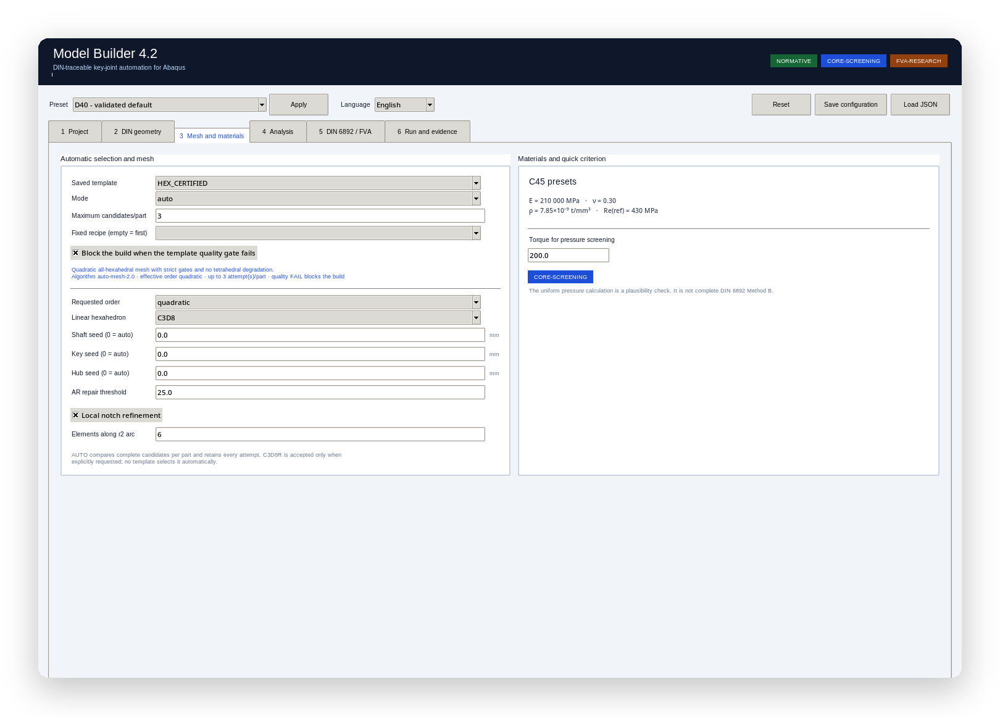 Model Builder 4.2
DIN-traceable key-joint automation for Abaqus
NORMATIVE
CORE-SCREENING
FVA-RESEARCH
Preset
D40 - validated default
Apply
Language
English
Reset
Save configuration
Load JSON
1 Project
2 DIN geometry
3 Mesh and materials
4 Analysis
5 DIN 6892 / FVA
6 Run and evidence
Automatic selection and mesh
Saved template
HEX_CERTIFIED
Mode
auto
Maximum candidates/part
3
Fixed recipe (empty = first)
Block the build when the template quality gate fails
Quadratic all-hexahedral mesh with strict gates and no tetrahedral degradation.
Algorithm auto-mesh-2.0 · effective order quadratic · up to 3 attempt(s)/part · quality FAIL blocks the build
Requested order
quadratic
Linear hexahedron
C3D8
Shaft seed (0 = auto)
0.0
mm
Key seed (0 = auto)
0.0
mm
Hub seed (0 = auto)
0.0
mm
AR repair threshold
25.0
Local notch refinement
Elements along r2 arc
6
AUTO compares complete candidates per part and retains every attempt. C3D8R is accepted only when
explicitly requested; no template selects it automatically.
Materials and quick criterion
C45 presets
E = 210 000 MPa · ν = 0.30
ρ = 7.85×10⁻⁹ t/mm³ · Re(ref) = 430 MPa
Torque for pressure screening
200.0
CORE-SCREENING
The uniform pressure calculation is a plausibility check. It is not complete DIN 6892 Method B.